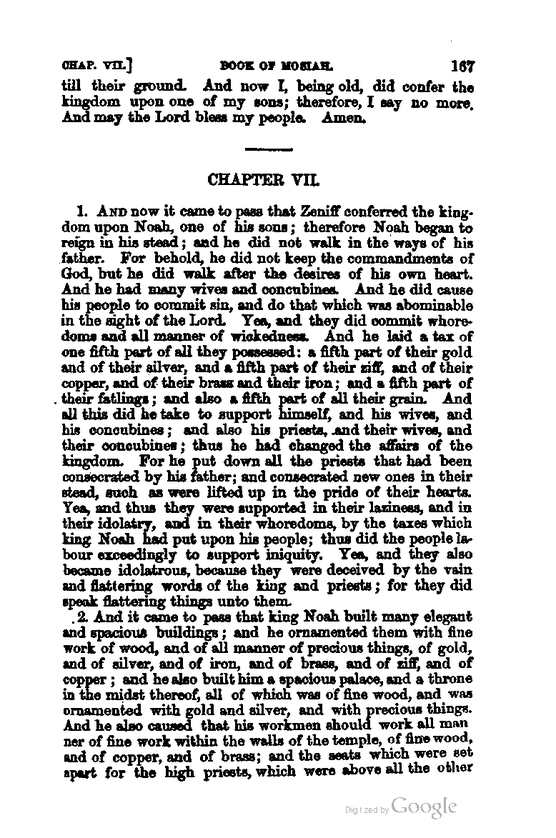 CHAP. VII.] BOOK OF MOSIAH. 167
till their ground. And now I, being old, did confer the
kingdom upon one of my sons; therefore, I say no more.
And may the Lord bless my people. Amen.
CHAPTER VII.
1. AND now it came to pass that Zeniff conferred the king-
dom upon Noah, one of his sons; therefore Noah began to
reign in his stead; and he did not walk in the ways of his
father. For behold, he did not keep the commandments of
God, but he did walk after the desires of his own heart.
And he had many wives and concubines. And he did cause
his people to commit sin, and do that which was abominable
in the sight of the Lord. Yea, and they did commit whore-
doms and all manner of wickedness. And he laid a tax of
one fifth part of all they possessed: a fifth part of their gold
and of their silver, and a fifth part of their ziff, and of their
copper, and of their brass and their iron; and a fifth part of
their fatlings; and also a fifth part of all their grain. And
all this did he take to support himself, and his wives, and
his concubines; and also his priests, and their wives, and
their concubines; thus he had changed the affairs of the
kingdom. For he put down all the priests that had been
consecrated by his father; and consecrated new ones in their
stead, such as were lifted up in the pride of their hearts.
Yea, and thus they were supported in their laziness, and in
their idolatry, and in their whoredoms, by the taxes which
king Noah had put upon his people; thus did the people la-
bour exceedingly to support iniquity. Yea, and they also
became idolatrous, because they were deceived by the vain
and flattering words of the king and priests; for they did
speak flattering things unto them.
2. And it came to pass that king Noah built many elegant
and spacious buildings; and he ornamented them with fine
work of wood, and of all manner of precious things, of gold,
and of silver, and of iron, and of brass, and of ziff, and of
copper; and he also built him a spacious palace, and a throne
in the midst thereof, all of which was of fine wood, and was
ornamented with gold and silver, and with precious things.
And he also caused that his workmen should work all man
ner of fine work within the walls of the temple, of fine wood,
and of copper, and of brass; and the seats which were set
apart for the high priests, which were above all the other
Digitized by Google